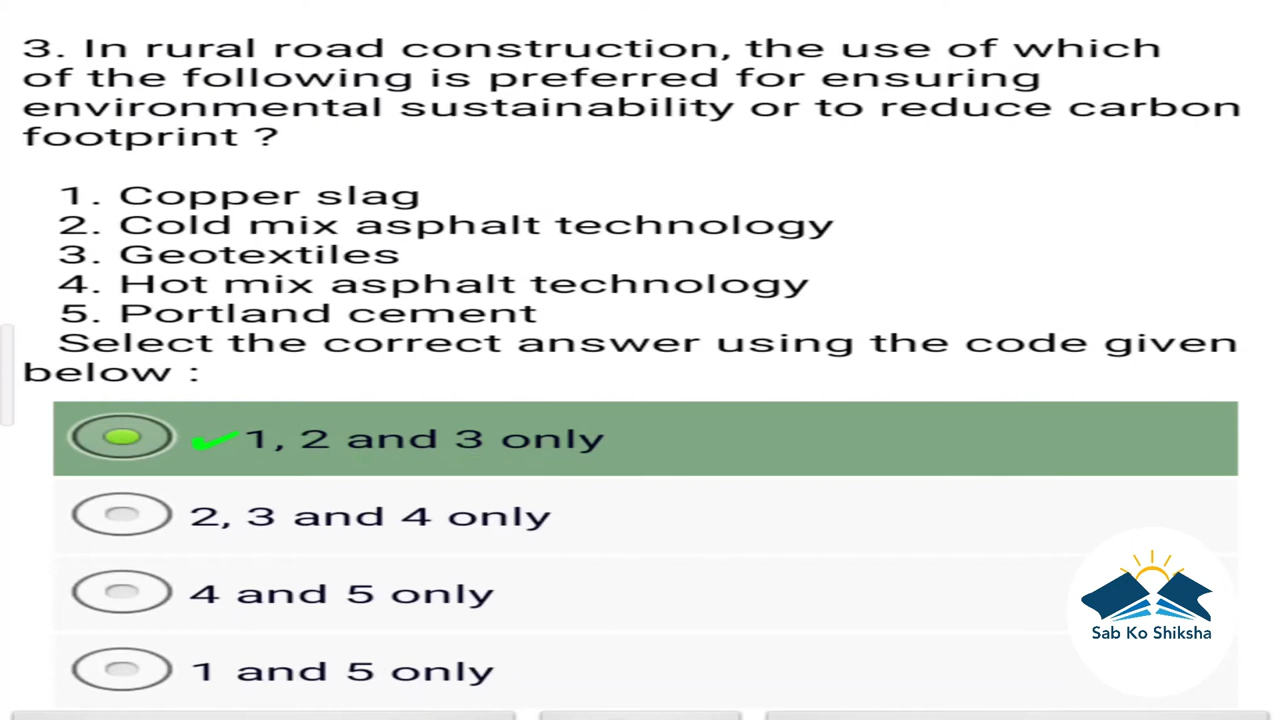 3. In rural road construction, the use of which
of the following is preferred for ensuring
environmental sustainability or to reduce carbon
footprint ?
1. Copper slag
2. Cold mix asphalt technology
3. Geotextiles
4. Hot mix asphalt technology
5. Portland cement
Select the correct answer using the code given
below :
✔1, 2 and 3 only
2, 3 and 4 only
4 and 5 only
1 and 5 only
Sab Ko Shiksha